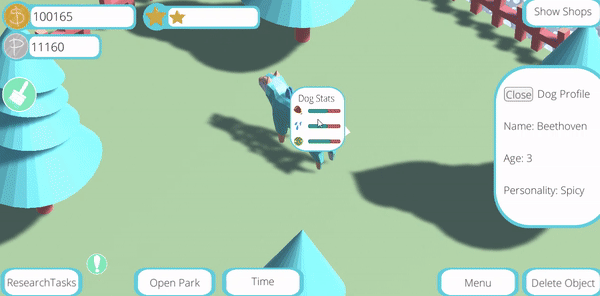 100165
11160
Show Shops
Dog Stats
Close Dog Profile
Name: Beethoven
Age: 3
Personality: Spicy
ResearchTasks
Open Park
Time
Menu
Delete Object